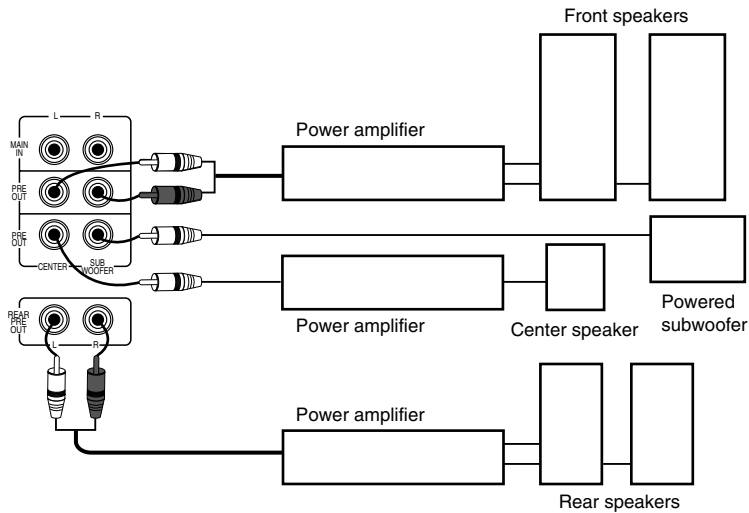 Front speakers
L R
MAIN
IN
Power amplifier
PRE
OUT
PRE
OUT
CENTER
SUB
WOOFER
Power amplifier
Center speaker
Powered
subwoofer
REAR
PRE
OUT
L R
Power amplifier
Rear speakers